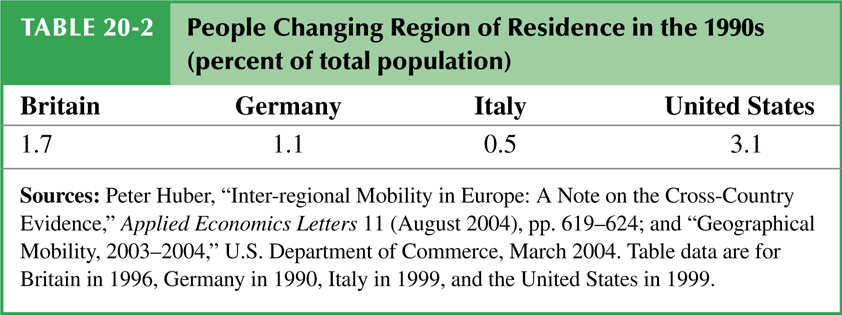 TABLE 20-2
People Changing Region of Residence in the 1990s
(percent of total population)
Britain Germany Italy United States
1.7 1.1 0.5 3.1
Sources: Peter Huber, “Inter-regional Mobility in Europe: A Note on the Cross-Country
Evidence,” Applied Economics Letters 11 (August 2004), pp. 619–624; and “Geographical
Mobility, 2003–2004,” U.S. Department of Commerce, March 2004. Table data are for
Britain in 1996, Germany in 1990, Italy in 1999, and the United States in 1999.